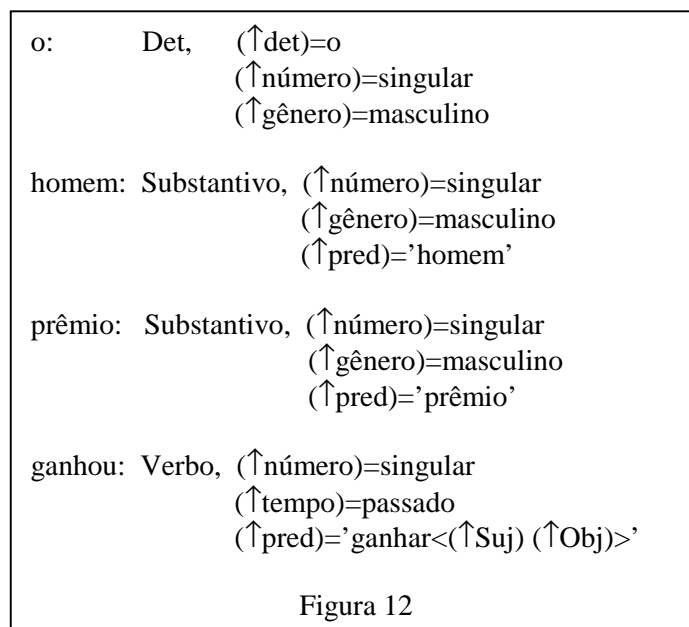 o: Det, (↑det)=o
(↑número)=singular
(↑gênero)=masculino
homem: Substantivo, (↑número)=singular
(↑gênero)=masculino
(↑pred)=’homem’
prêmio: Substantivo, (↑número)=singular
(↑gênero)=masculino
(↑pred)=’prêmio’
ganhou: Verbo, (↑número)=singular
(↑tempo)=passado
(↑pred)=’ganhar<(↑Suj) (↑Obj)>’
Figura 12